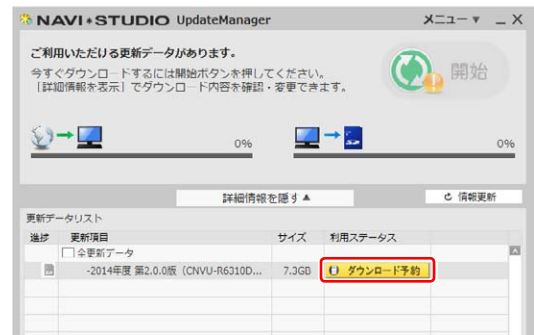 NAVI*STUDIO UpdateManager
メニュー ▼ _ X
ご利用いただける更新データがあります。
今すぐダウンロードするには開始ボタンを押してください。
「詳細情報を表示」でダウンロード内容を確認・変更できます。
開始
0%
0%
詳細情報を隠す▲
情報更新
更新データリスト
進捗 更新項目 サイズ 利用ステータス
全更新データ
-2014年度 第2.0.0版 (CNVU-R6310D... 7.3GB ダウンロード予約